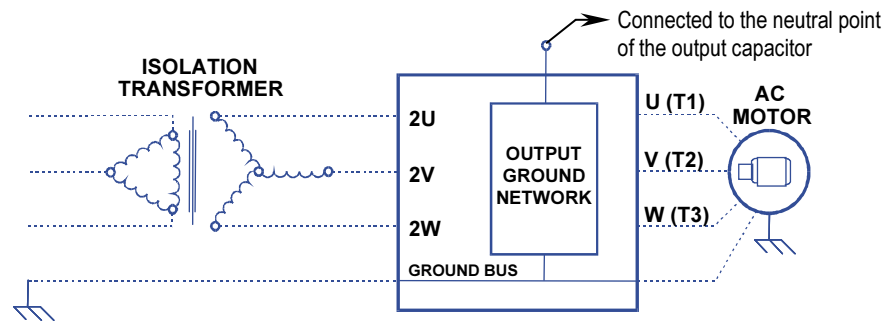 Connected to the neutral point
of the output capacitor
ISOLATION
TRANSFORMER
2U
2V
2W
OUTPUT
GROUND
NETWORK
GROUND BUS
U (T1)
V (T2)
W (T3)
AC
MOTOR